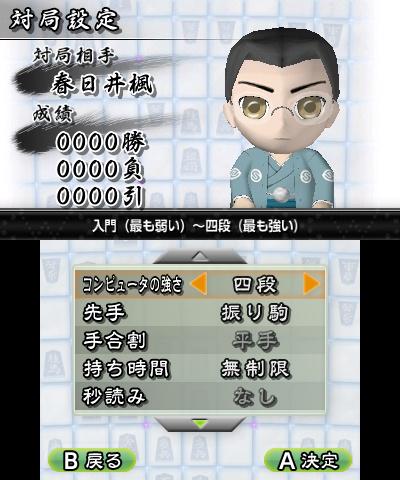 対局設定
対局相手
春日井楓
成績
0000勝
0000負
0000引
入門（最も弱い）～四段（最も強い）
コンピュータの強さ 四段
先手 振り駒
手合割 平手
持ち時間 無制限
秒読み なし
B 戻る A 決定